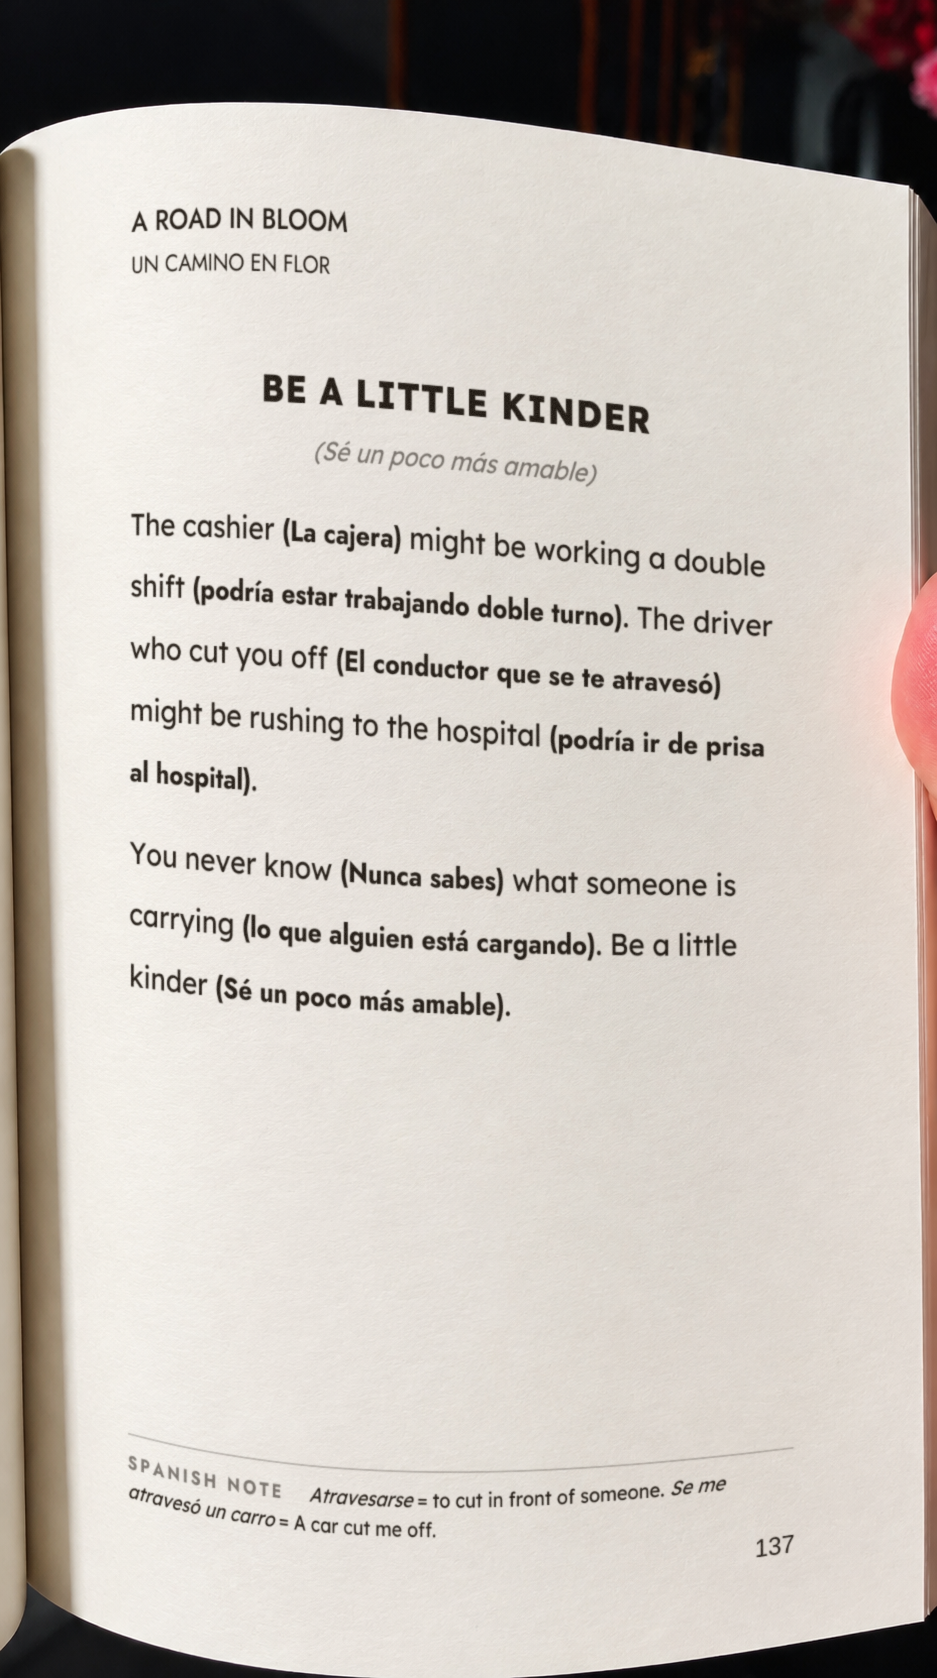 A ROAD IN BLOOM
UN CAMINO EN FLOR
BE A LITTLE KINDER
(Sé un poco más amable)
The cashier (La cajera) might be working a double
shift (podría estar trabajando doble turno). The driver
who cut you off (El conductor que se te atravesó)
might be rushing to the hospital (podría ir de prisa
al hospital).
You never know (Nunca sabes) what someone is
carrying (lo que alguien está cargando). Be a little
kinder (Sé un poco más amable).
SPANISH NOTE Atravesarse = to cut in front of someone. Se me
atravesó un carro = A car cut me off.
137